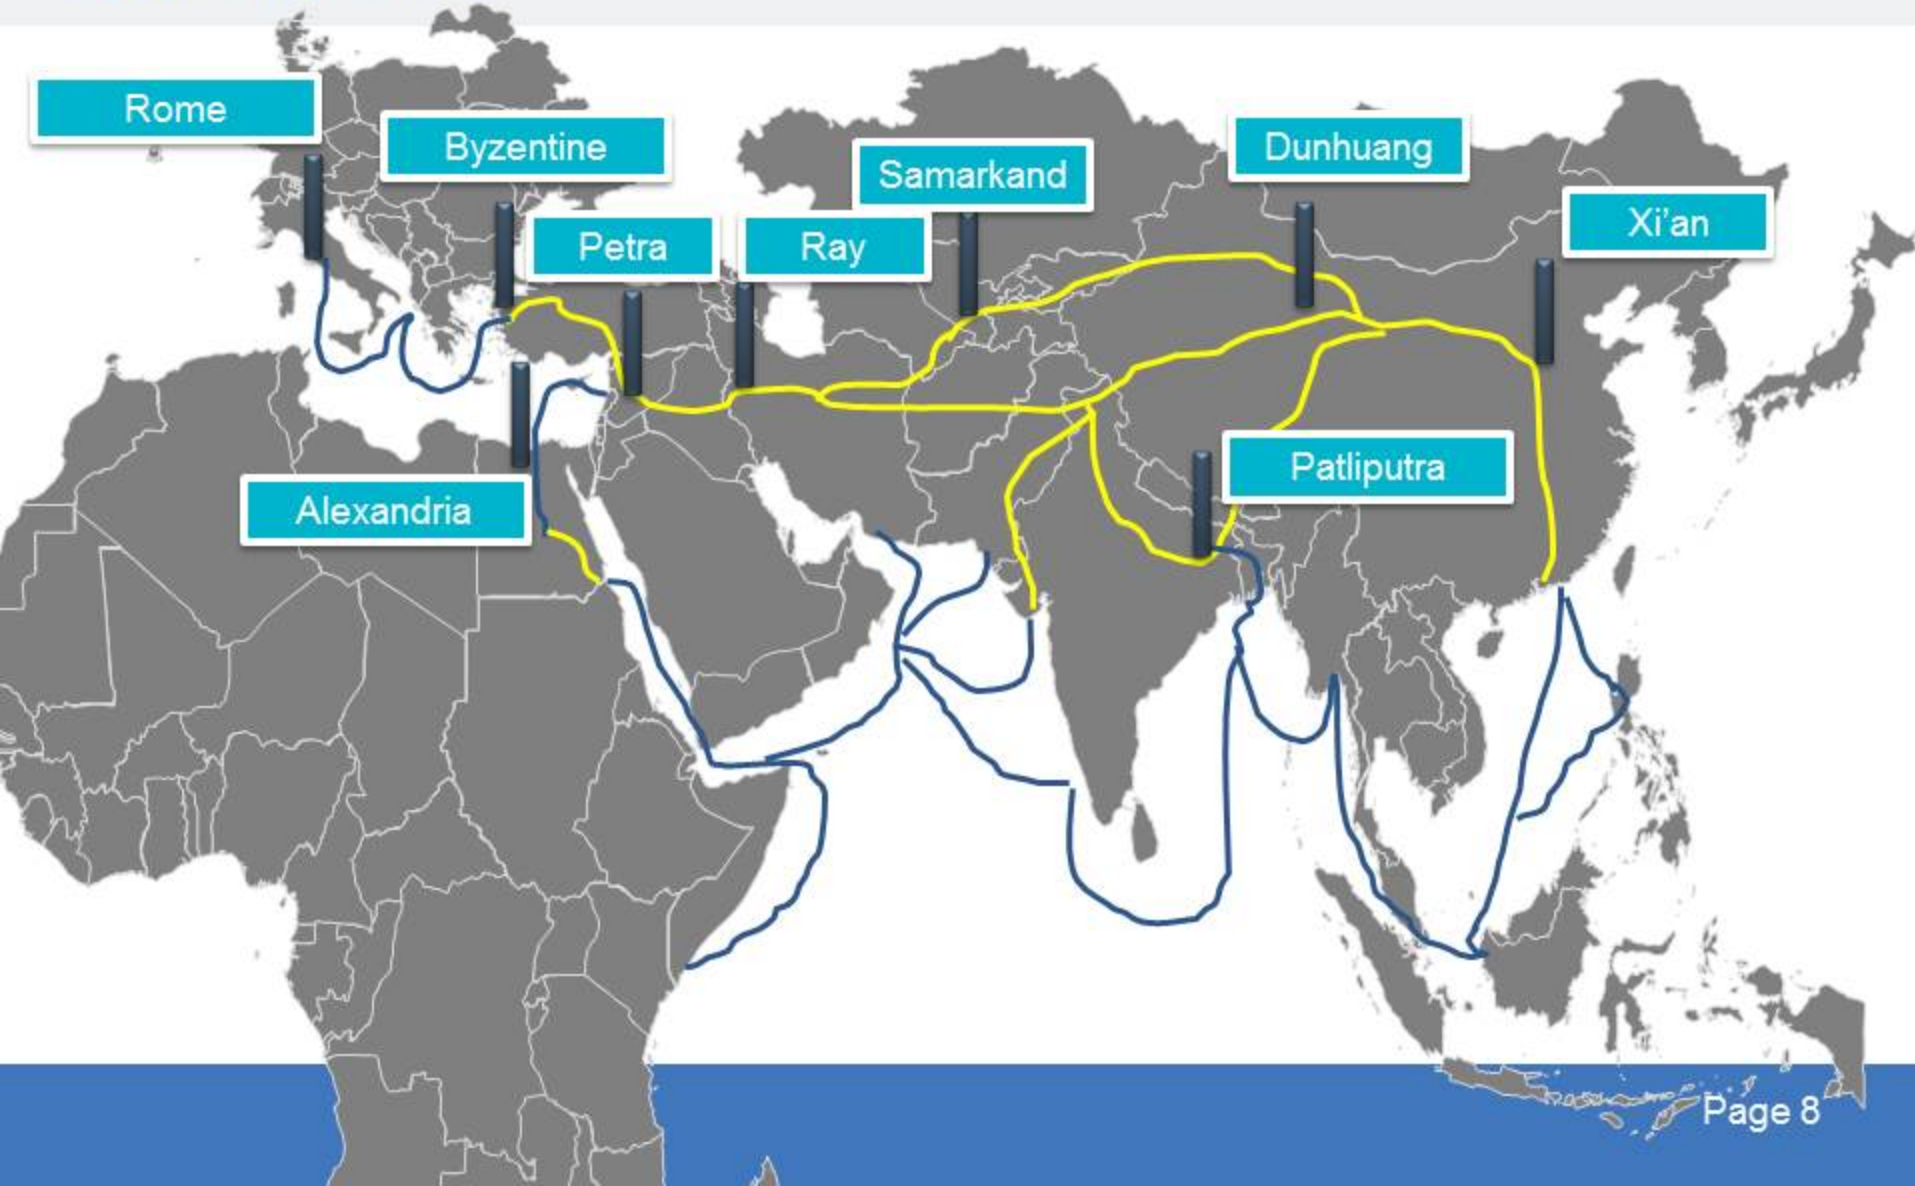 Rome
Byzentine
Samarkand
Dunhuang
Petra
Ray
Xi'an
Patliputra
Alexandria
Page 8